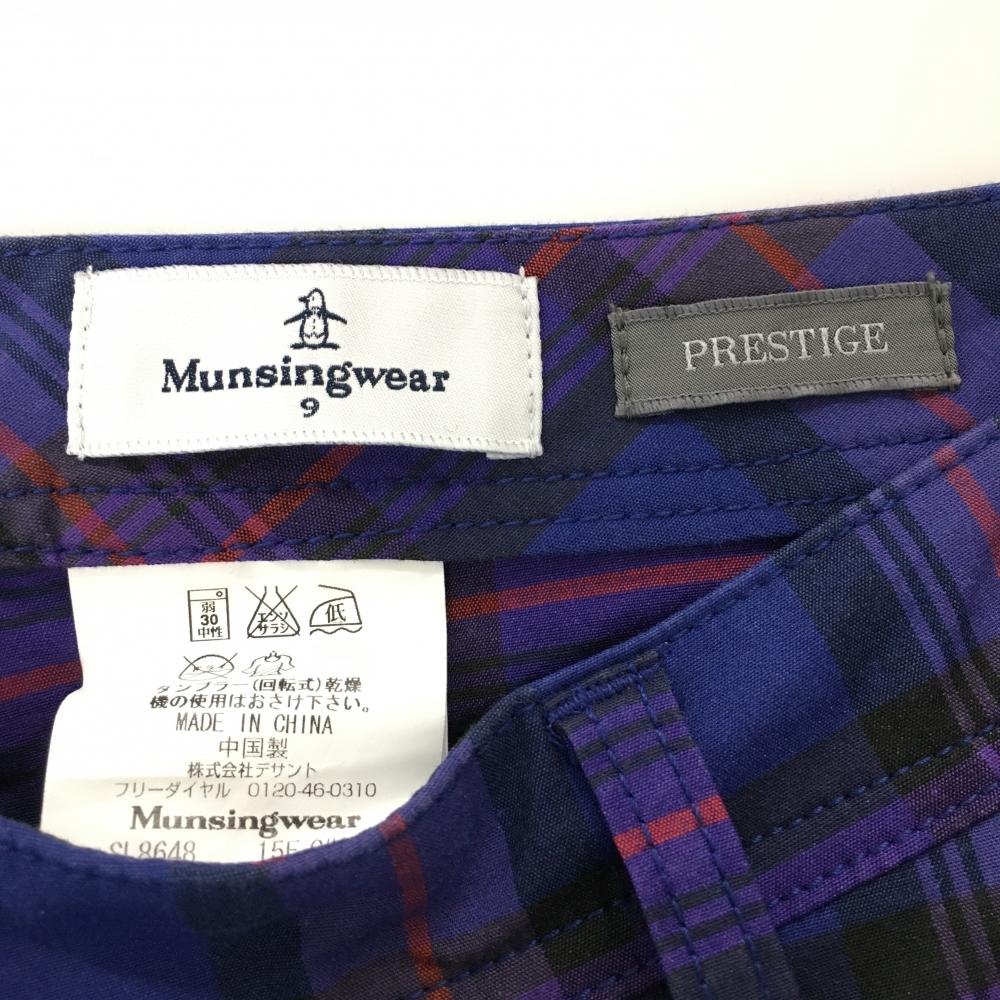 Munsingwear
9
PRESTIGE
弱
30
中性
エンソ
サラシ
低
タンブラー(回転式)乾燥
機の使用はおさけ下さい。
MADE IN CHINA
中国製
株式会社デサント
フリーダイヤル 0120-46-0310
Munsingwear
SL8648 15F